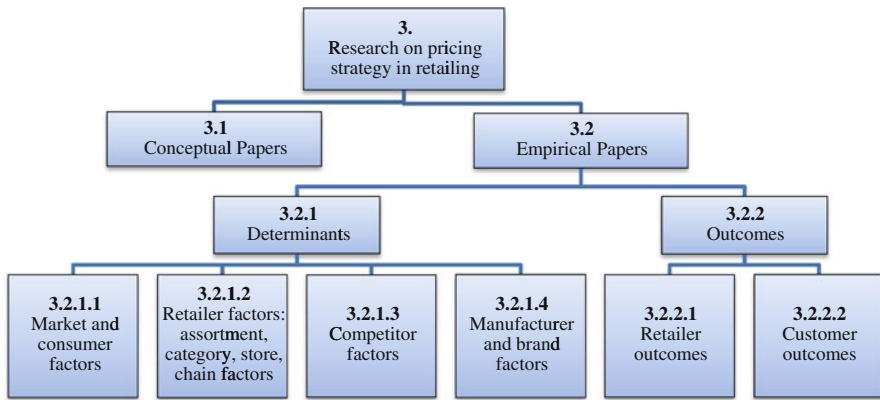 3.
Research on pricing
strategy in retailing
3.1
Conceptual Papers
3.2
Empirical Papers
3.2.1
Determinants
3.2.2
Outcomes
3.2.1.1
Market and
consumer
factors
3.2.1.2
Retailer factors:
assortment,
category, store,
chain factors
3.2.1.3
Competitor
factors
3.2.1.4
Manufacturer
and brand
factors
3.2.2.1
Retailer
outcomes
3.2.2.2
Customer
outcomes